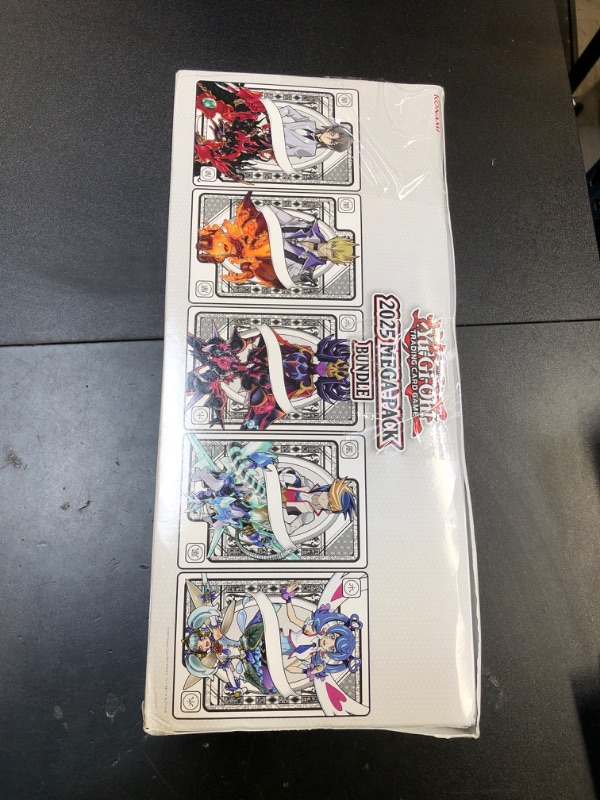 KONAMI
Yu-Gi-Oh!
TRADING CARD GAME
2025 MEGA-PACK
BUNDLE